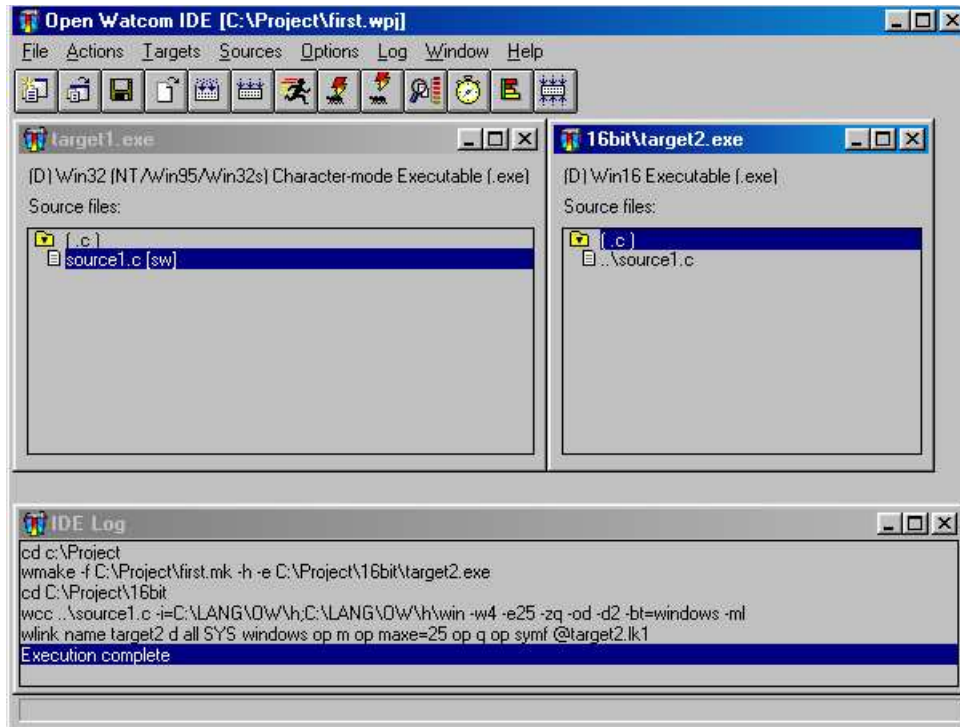 Open Watcom IDE [C:\Project\first.wpj]
File Actions Targets Sources Options Log Window Help
target1.exe
(D) Win32 (NT/Win95/Win32s) Character-mode Executable (.exe)
Source files:
( .c )
source1.c [sw]
16bit\target2.exe
(D) Win16 Executable (.exe)
Source files:
( .c )
..\source1.c
IDE Log
cd c:\Project
wmake -f C:\Project\first.mk -h -e C:\Project\16bit\target2.exe
cd C:\Project\16bit
wcc ..\source1.c -i=C:\LANG\OW\h;C:\LANG\OW\h\win -w4 -e25 -zq -od -d2 -bt=windows -ml
wlink name target2 d all SYS windows op m op maxe=25 op q op symf @target2.lk1
Execution complete